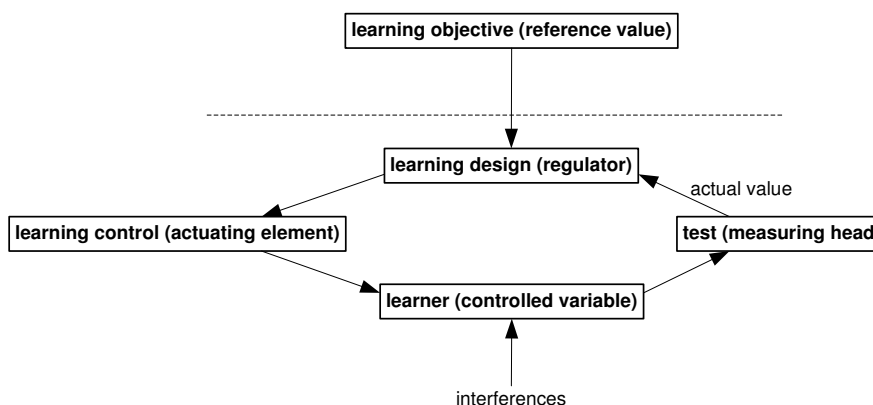 learning objective (reference value)
learning design (regulator)
actual value
learning control (actuating element)
test (measuring head
learner (controlled variable)
interferences